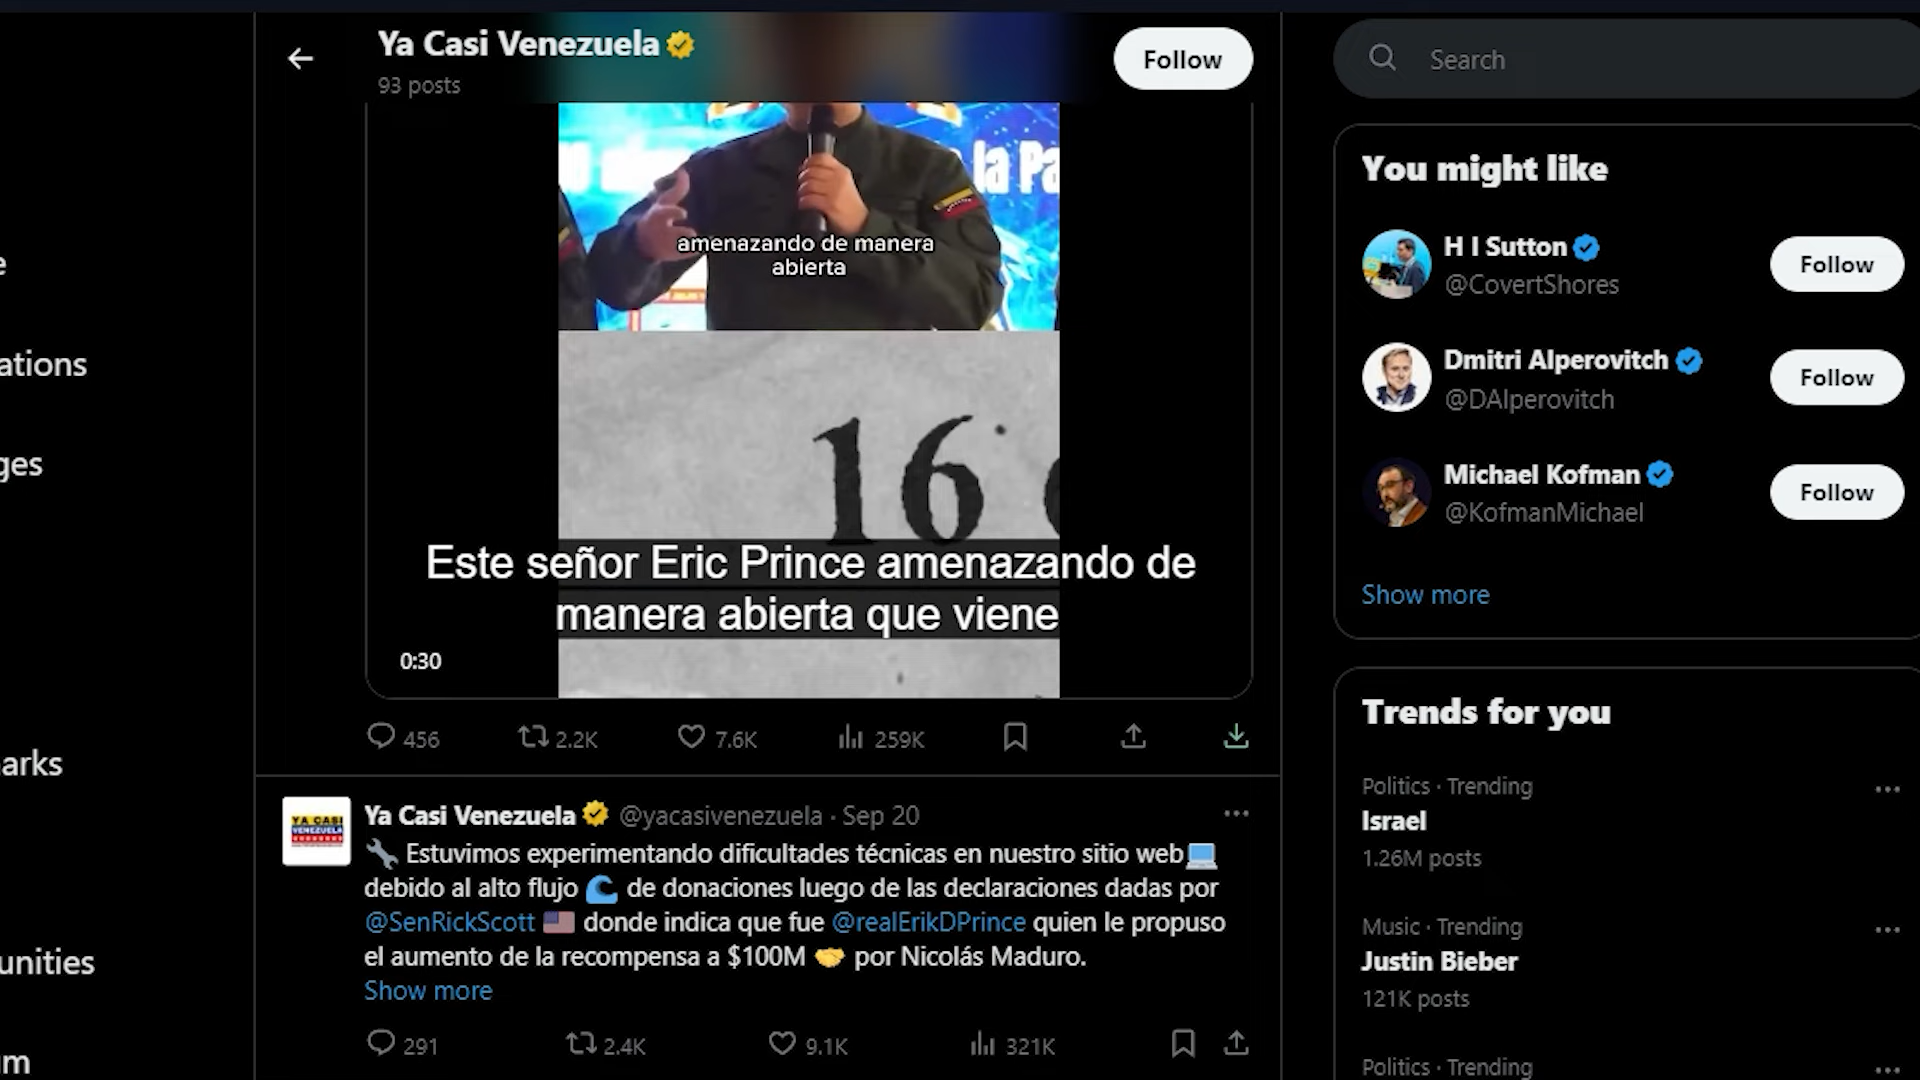 Ya Casi Venezuela
93 posts
Follow
Search
la Pa
amenazando de manera
abierta
16
Este señor Eric Prince amenazando de
manera abierta que viene
0:30
456
2.2K
7.6K
259K
Ya Casi Venezuela @yacasivenezuela · Sep 20
YA CASI
VENEZUELA
Estuvimos experimentando dificultades técnicas en nuestro sitio web
debido al alto flujo de donaciones luego de las declaraciones dadas por
@SenRickScott donde indica que fue @realErikDPrince quien le propuso
el aumento de la recompensa a $100M por Nicolás Maduro.
Show more
291
2.4K
9.1K
321K
You might like
H I Sutton
@CovertShores
Follow
Dmitri Alperovitch
@DAlperovitch
Follow
Michael Kofman
@KofmanMichael
Follow
Show more
Trends for you
Politics · Trending
Israel
1.26M posts
Music · Trending
Justin Bieber
121K posts
Politics · Trending
e
ations
ges
arks
unities
m